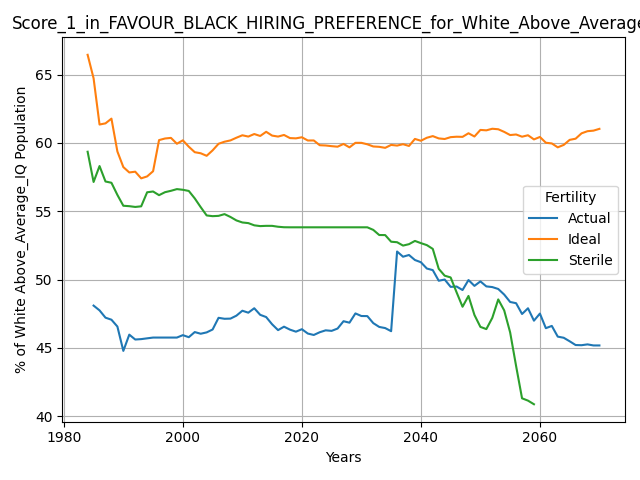 Score_1_in_FAVOUR_BLACK_HIRING_PREFERENCE_for_White_Above_Average
% of White Above_Average_IQ Population
65
60
55
50
45
40
Fertility
Actual
Ideal
Sterile
1980 2000 2020 2040 2060
Years